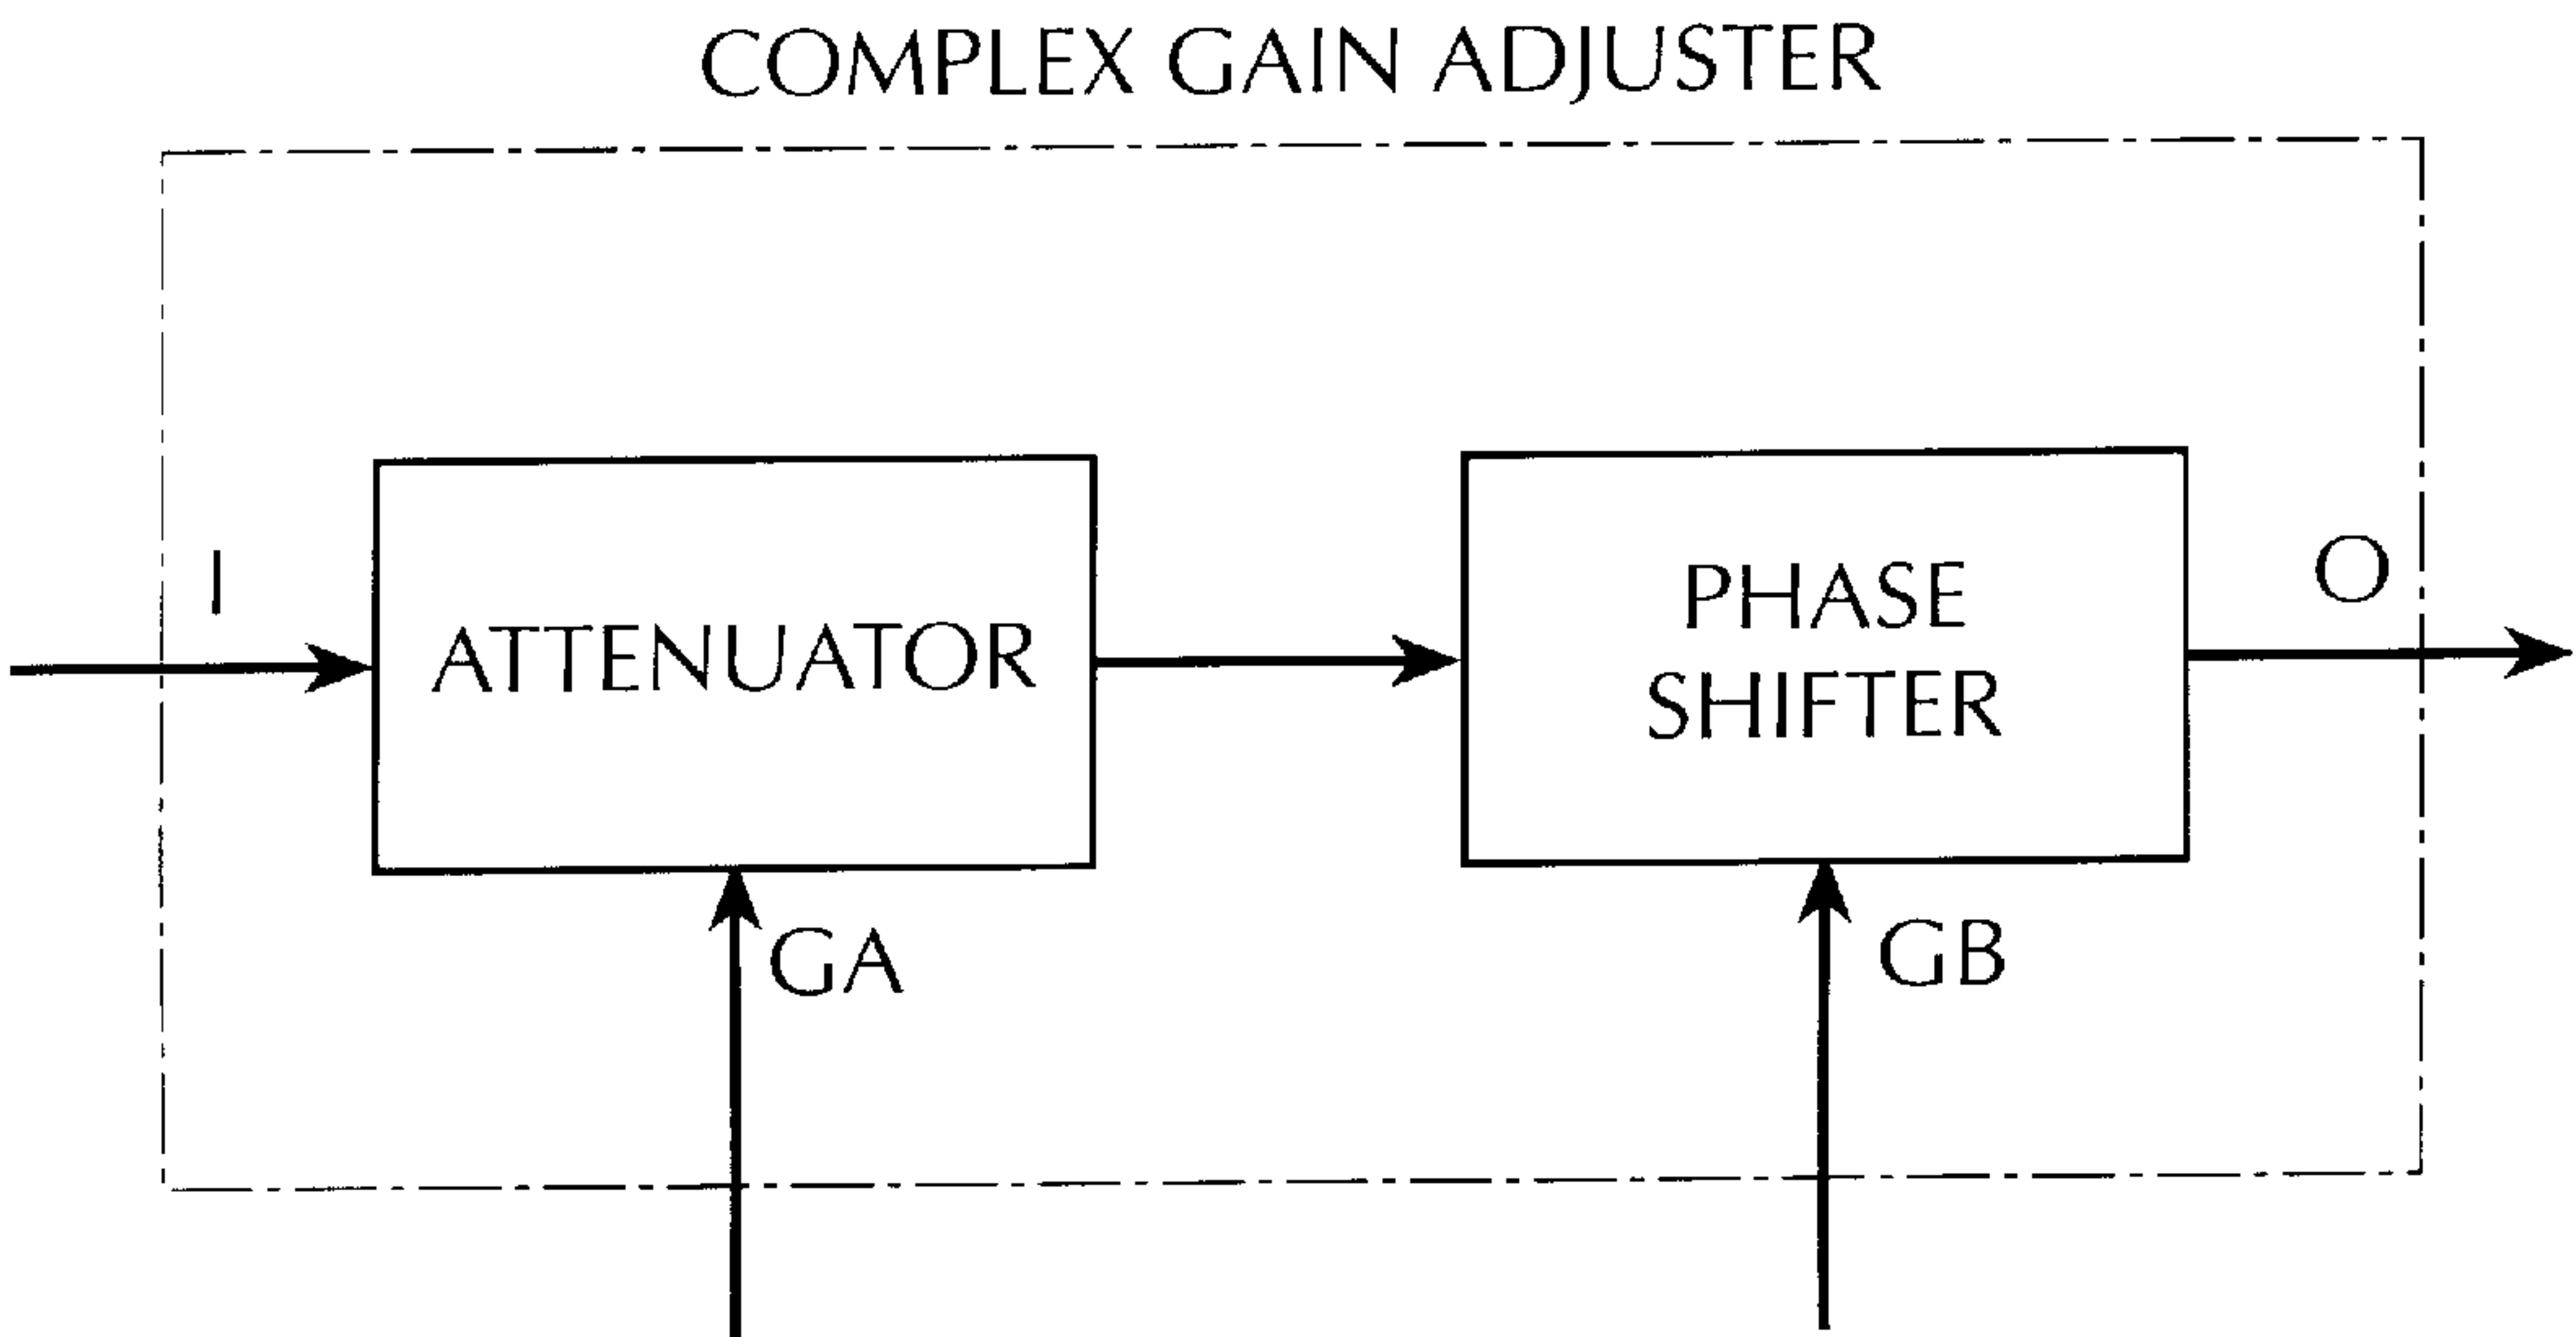 COMPLEX GAIN ADJUSTER
I
ATTENUATOR
PHASE
SHIFTER
O
GA
GB